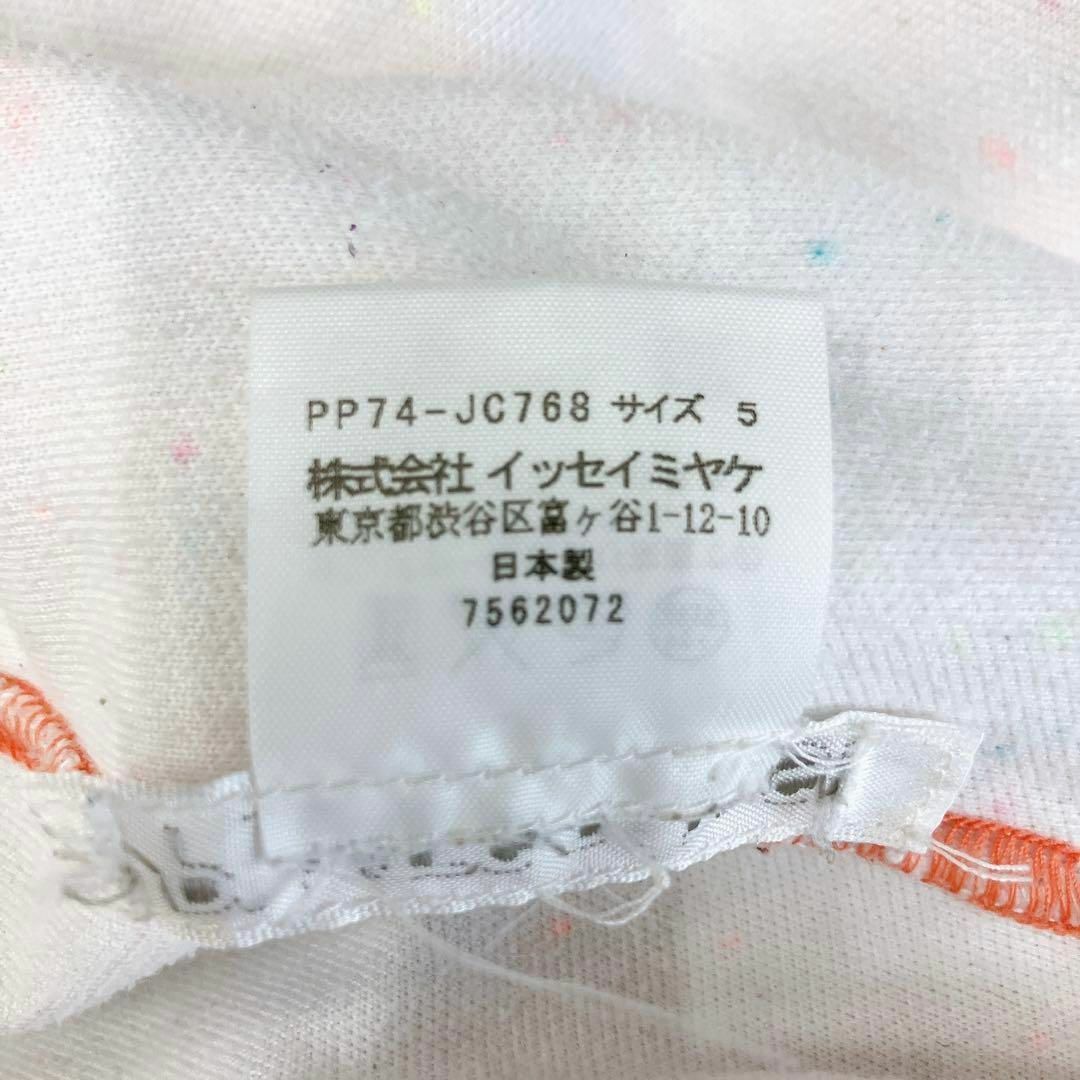 PP74-JC768 サイズ 5
株式会社 イッセイミヤケ
東京都渋谷区富ヶ谷1-12-10
日本製
7562072